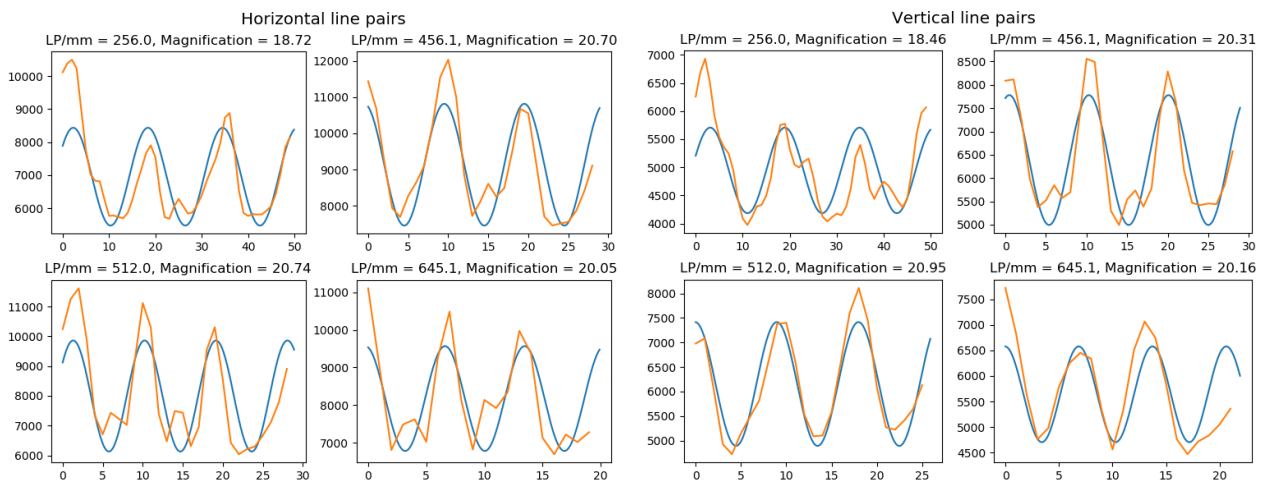 Horizontal line pairs
Vertical line pairs
LP/mm = 256.0, Magnification = 18.72
LP/mm = 456.1, Magnification = 20.70
LP/mm = 256.0, Magnification = 18.46
LP/mm = 456.1, Magnification = 20.31
10000
9000
8000
7000
6000
0 10 20 30 40 50
12000
11000
10000
9000
8000
0 5 10 15 20 25 30
7000
6500
6000
5500
5000
4500
4000
0 10 20 30 40 50
8500
8000
7500
7000
6500
6000
5500
5000
0 5 10 15 20 25 30
LP/mm = 512.0, Magnification = 20.74
LP/mm = 645.1, Magnification = 20.05
LP/mm = 512.0, Magnification = 20.95
LP/mm = 645.1, Magnification = 20.16
11000
10000
9000
8000
7000
6000
0 5 10 15 20 25 30
11000
10000
9000
8000
7000
0 5 10 15 20
8000
7500
7000
6500
6000
5500
5000
0 5 10 15 20 25
7500
7000
6500
6000
5500
5000
4500
0 5 10 15 20